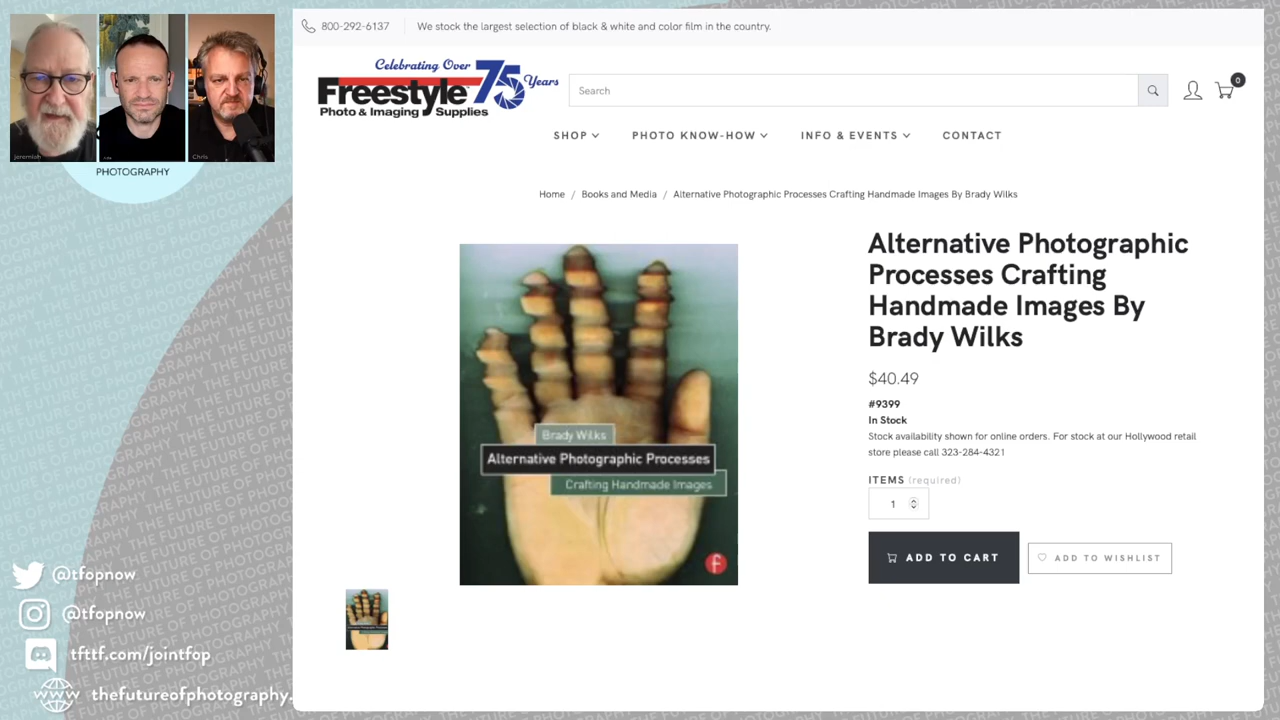 800-292-6137
We stock the largest selection of black & white and color film in the country.
Celebrating Over 75 Years
Freestyle
Photo & Imaging Supplies
Search
0
SHOP
PHOTO KNOW-HOW
INFO & EVENTS
CONTACT
Home / Books and Media / Alternative Photographic Processes Crafting Handmade Images By Brady Wilks
Brady Wilks
Alternative Photographic Processes
Crafting Handmade Images
f
Alternative Photographic
Processes Crafting
Handmade Images By
Brady Wilks
$40.49
#9399
In Stock
Stock availability shown for online orders. For stock at our Hollywood retail
store please call 323-284-4321
ITEMS (required)
1
ADD TO CART
ADD TO WISHLIST
jeremiah
Chris
PHOTOGRAPHY
@tfopnow
@tfopnow
tfttf.com/jointfop
www
thefutureofphotography.